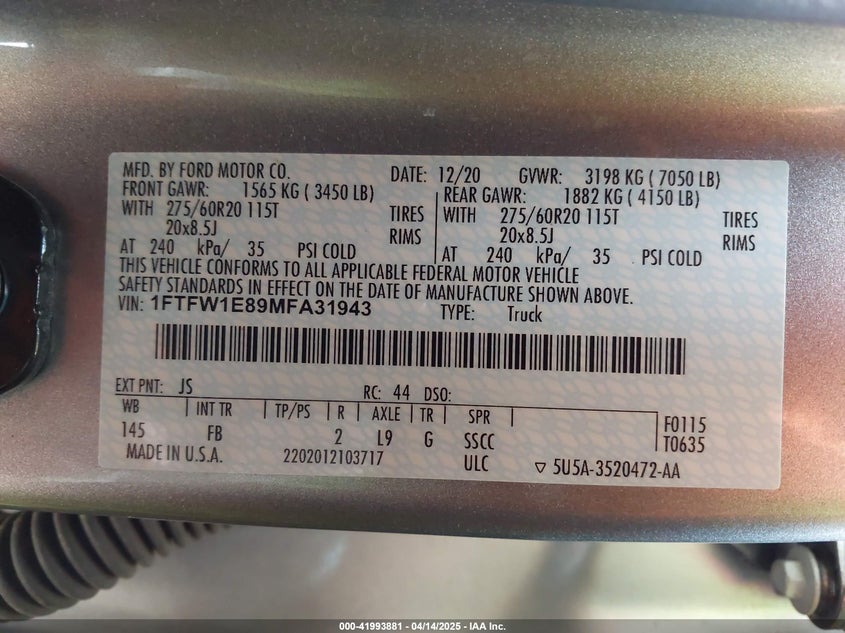 MFD. BY FORD MOTOR CO. DATE: 12/20 GVWR: 3198 KG ( 7050 LB)
FRONT GAWR: 1565 KG ( 3450 LB) REAR GAWR: 1882 KG ( 4150 LB)
WITH 275/60R20 115T TIRES WITH 275/60R20 115T TIRES
20x8.5J RIMS 20x8.5J RIMS
AT 240 kPa/ 35 PSI COLD AT 240 kPa/ 35 PSI COLD
THIS VEHICLE CONFORMS TO ALL APPLICABLE FEDERAL MOTOR VEHICLE
SAFETY STANDARDS IN EFFECT ON THE DATE OF MANUFACTURE SHOWN ABOVE.
VIN: 1FTFW1E89MFA31943 TYPE: Truck
EXT PNT: JS RC: 44 DSO:
WB INT TR TP/PS R AXLE TR SPR F0115
145 FB 2 L9 G SSCC T0635
MADE IN U.S.A. 2202012103717 ULC ▽ 5U5A-3520472-AA
000-41993881 - 04/14/2025 - IAA Inc.